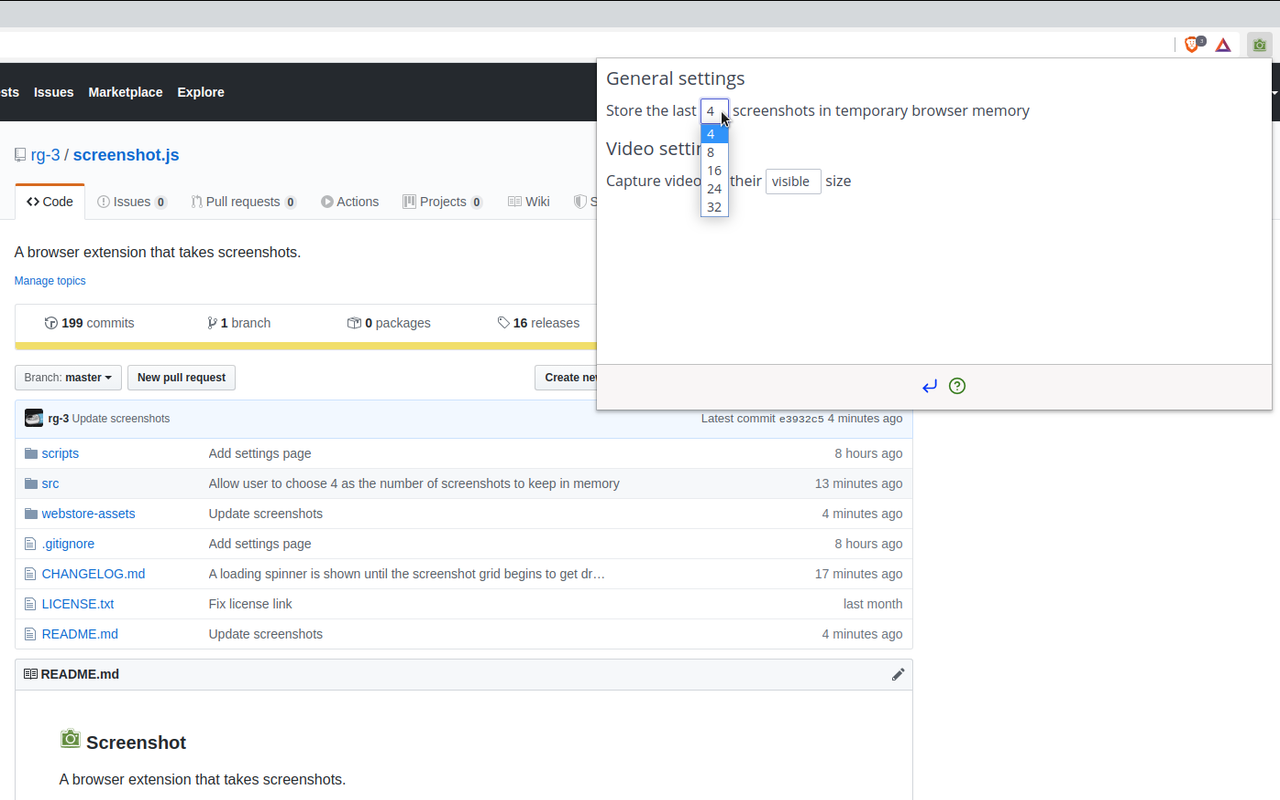 3
General settings
Store the last 4 screenshots in temporary browser memory
4
8
16
24
32
Video setti
Capture video their visible size
sts Issues Marketplace Explore
rg-3 / screenshot.js
Code Issues 0 Pull requests 0 Actions Projects 0 Wiki S
A browser extension that takes screenshots.
Manage topics
199 commits 1 branch 0 packages 16 releases
Branch: master New pull request Create new
rg-3 Update screenshots Latest commit e3932c5 4 minutes ago
scripts Add settings page 8 hours ago
src Allow user to choose 4 as the number of screenshots to keep in memory 13 minutes ago
webstore-assets Update screenshots 4 minutes ago
.gitignore Add settings page 8 hours ago
CHANGELOG.md A loading spinner is shown until the screenshot grid begins to get dr… 17 minutes ago
LICENSE.txt Fix license link last month
README.md Update screenshots 4 minutes ago
README.md
Screenshot
A browser extension that takes screenshots.